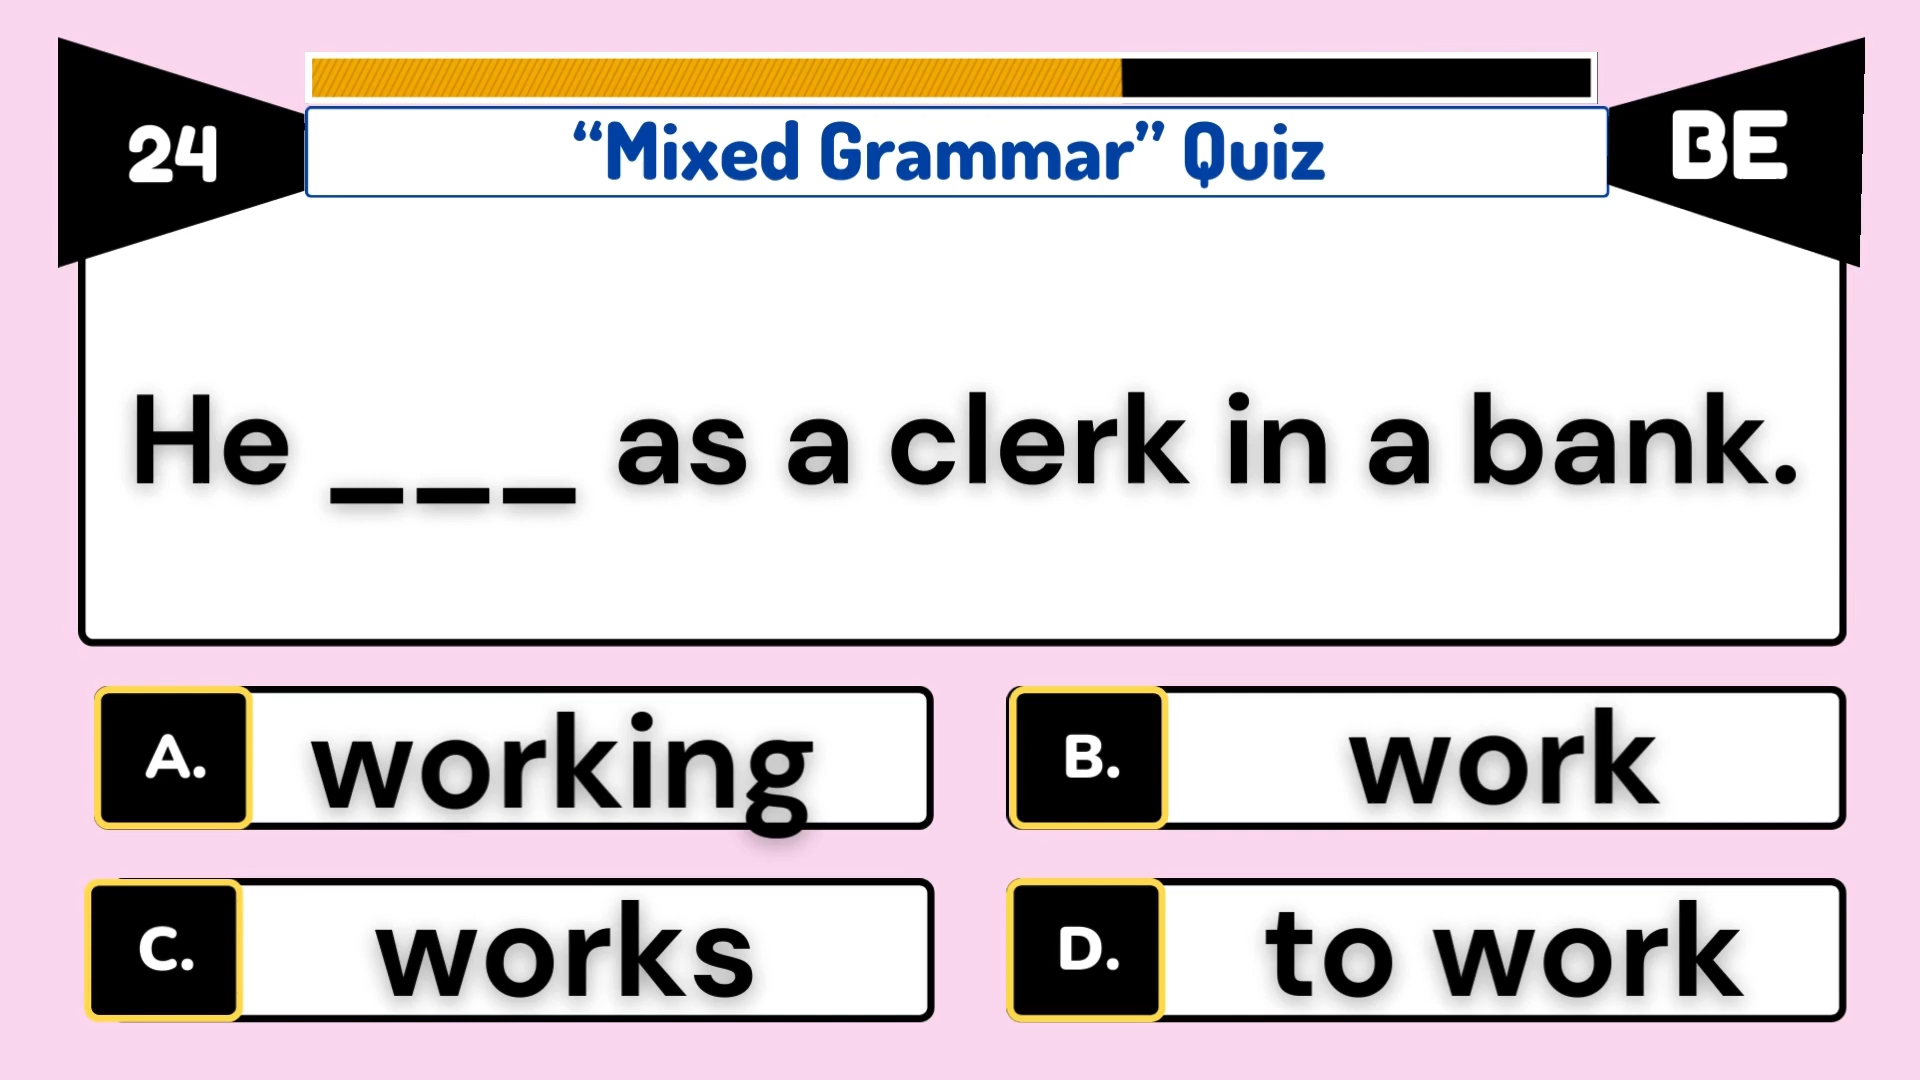 24
“Mixed Grammar” Quiz
BE
He ___ as a clerk in a bank.
A. working
B. work
C. works
D. to work